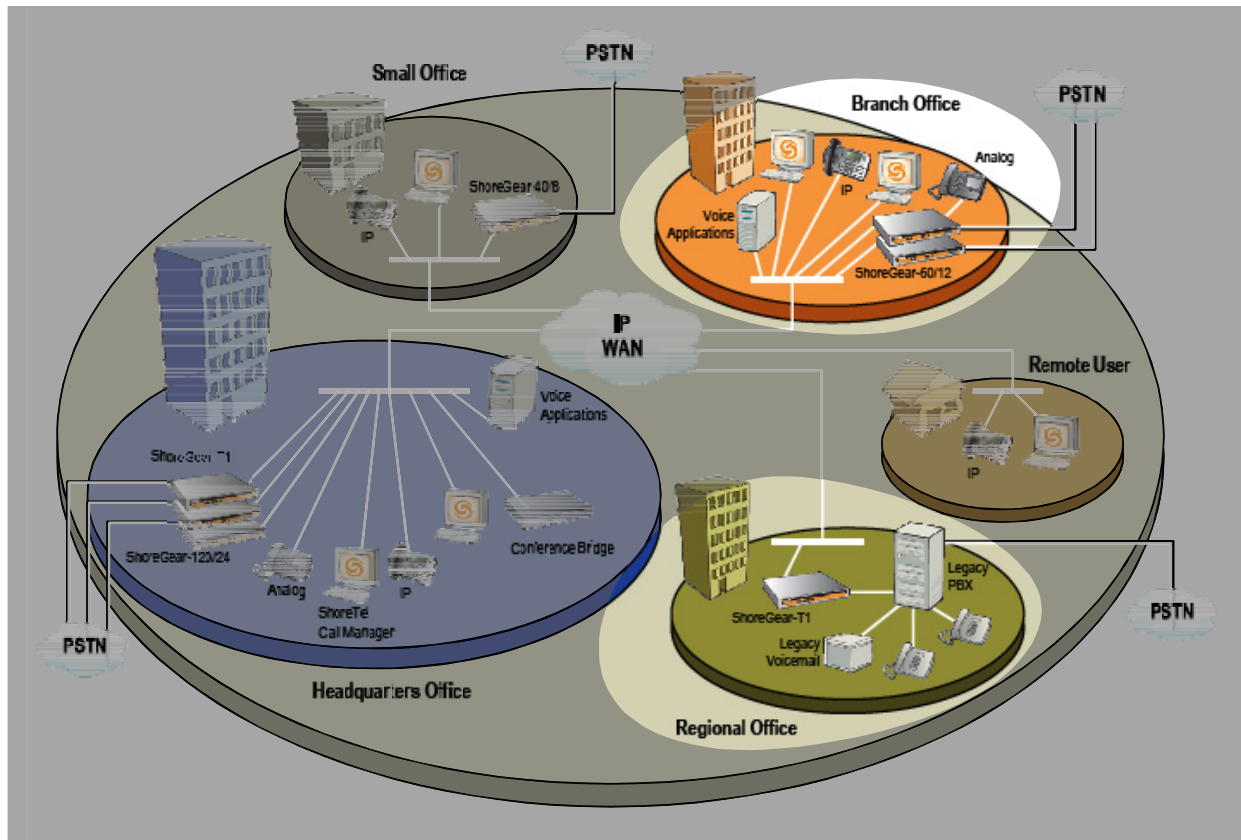 PSTN
Small Office
Branch Office
PSTN
Analog
IP
ShoreGear-40/8
IP
Voice
Applications
ShoreGear-60/12
IP
WAN
Remote User
Voice
Applications
IP
ShoreGear-T1
ShoreGear-120/24
Conference Bridge
Analog
IP
ShoreTel
Call Manager
Legacy
PBX
ShoreGear-T1
Legacy
Voicemail
PSTN
PSTN
Headquarters Office
Regional Office